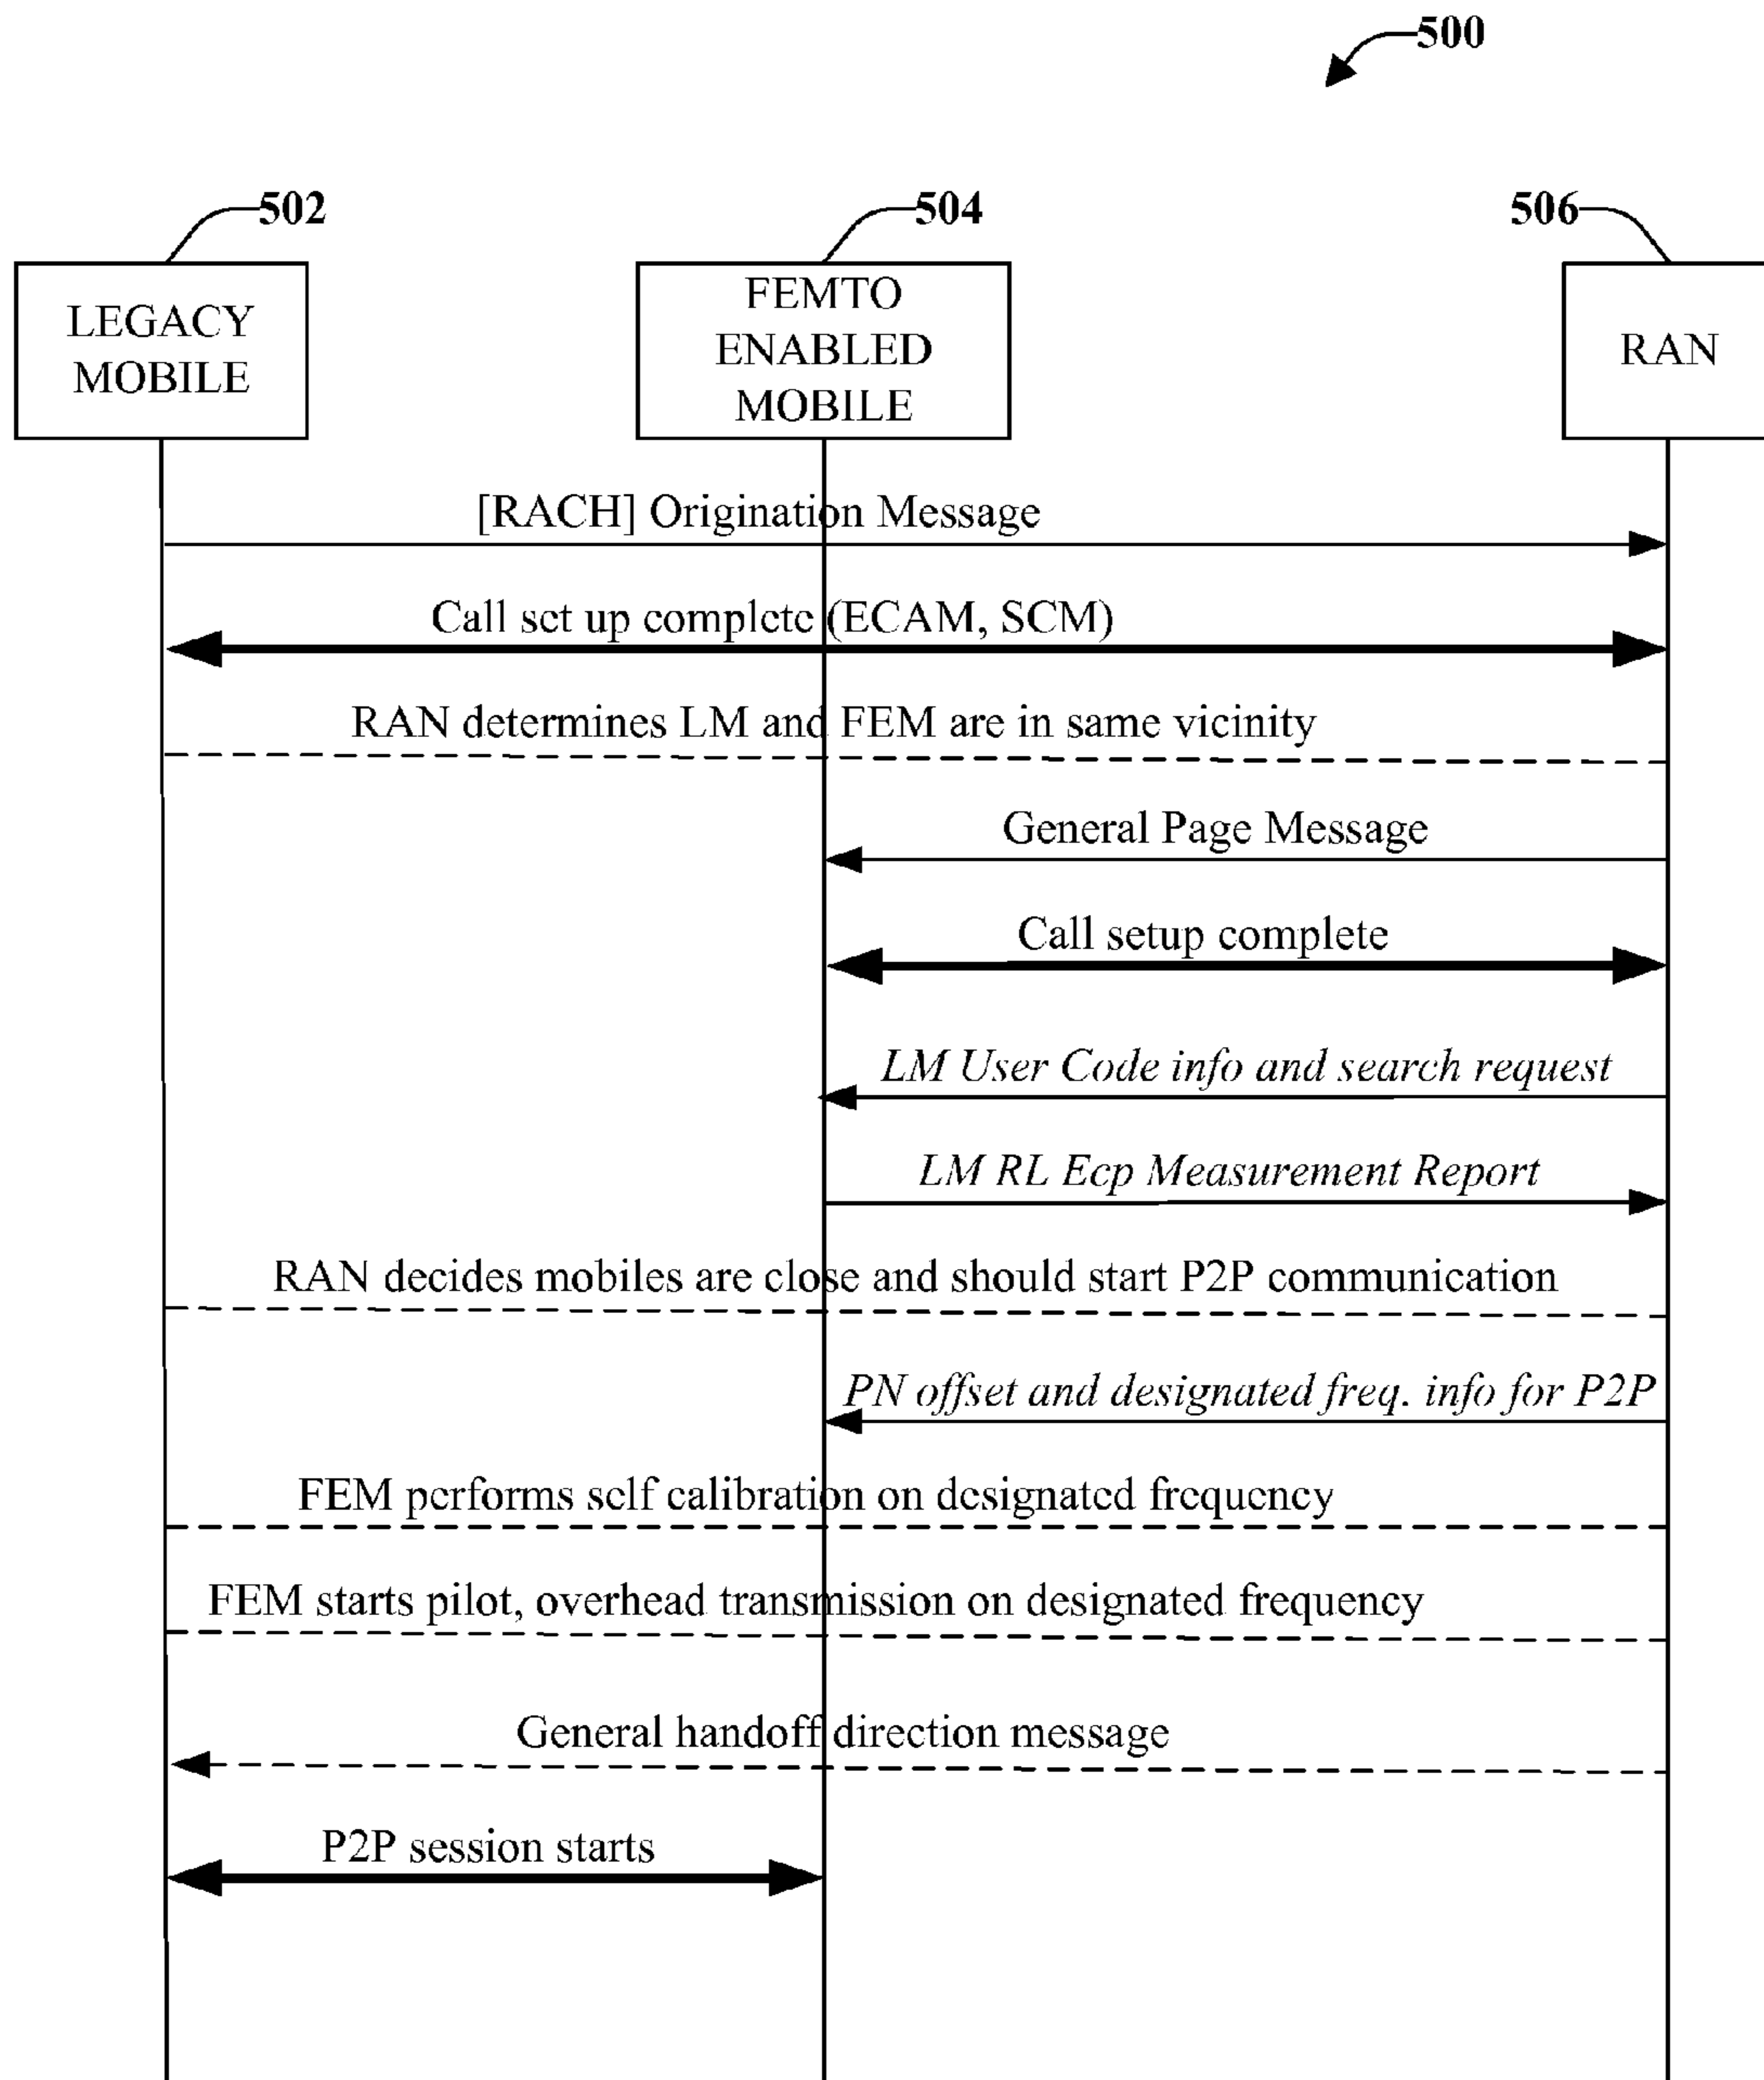 500
502
504
506
LEGACY
MOBILE
FEMTO
ENABLED
MOBILE
RAN
[RACH] Origination Message
Call set up complete (ECAM, SCM)
RAN determines LM and FEM are in same vicinity
General Page Message
Call setup complete
LM User Code info and search request
LM RL Ecp Measurement Report
RAN decides mobiles are close and should start P2P communication
PN offset and designated freq. info for P2P
FEM performs self calibration on designated frequency
FEM starts pilot, overhead transmission on designated frequency
General handoff direction message
P2P session starts